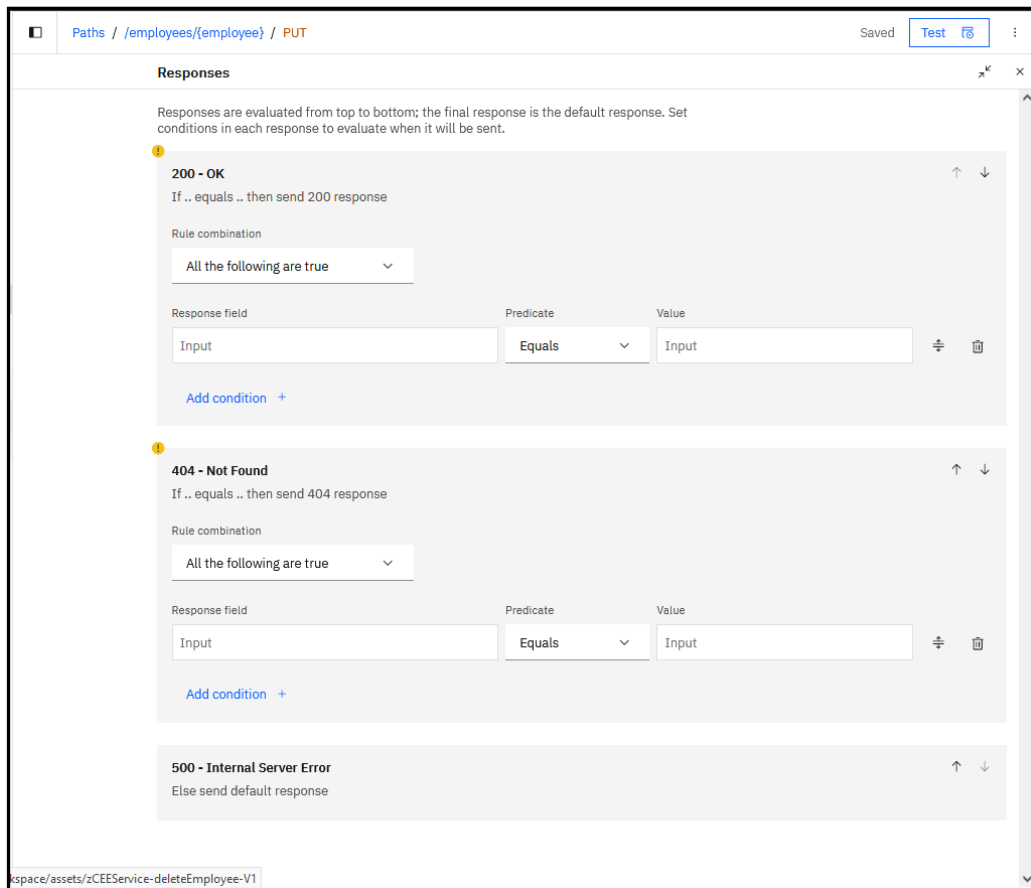 Paths / /employees/{employee} / PUT
Saved
Test
Responses
Responses are evaluated from top to bottom; the final response is the default response. Set
conditions in each response to evaluate when it will be sent.
200 - OK
If .. equals .. then send 200 response
Rule combination
All the following are true
Response field Predicate Value
Input Equals Input
Add condition +
404 - Not Found
If .. equals .. then send 404 response
Rule combination
All the following are true
Response field Predicate Value
Input Equals Input
Add condition +
500 - Internal Server Error
Else send default response
kspace/assets/zCEEService-deleteEmployee-V1